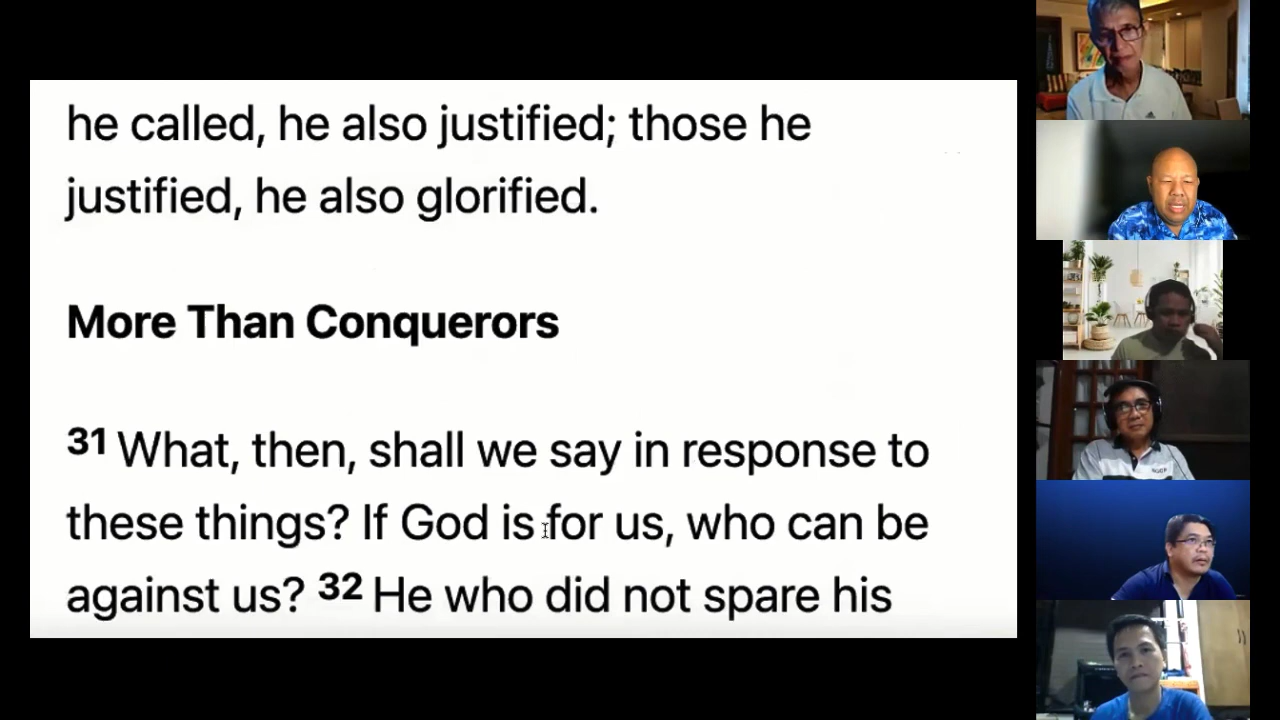 he called, he also justified; those he
justified, he also glorified.
More Than Conquerors
31 What, then, shall we say in response to
these things? If God is for us, who can be
against us? 32 He who did not spare his